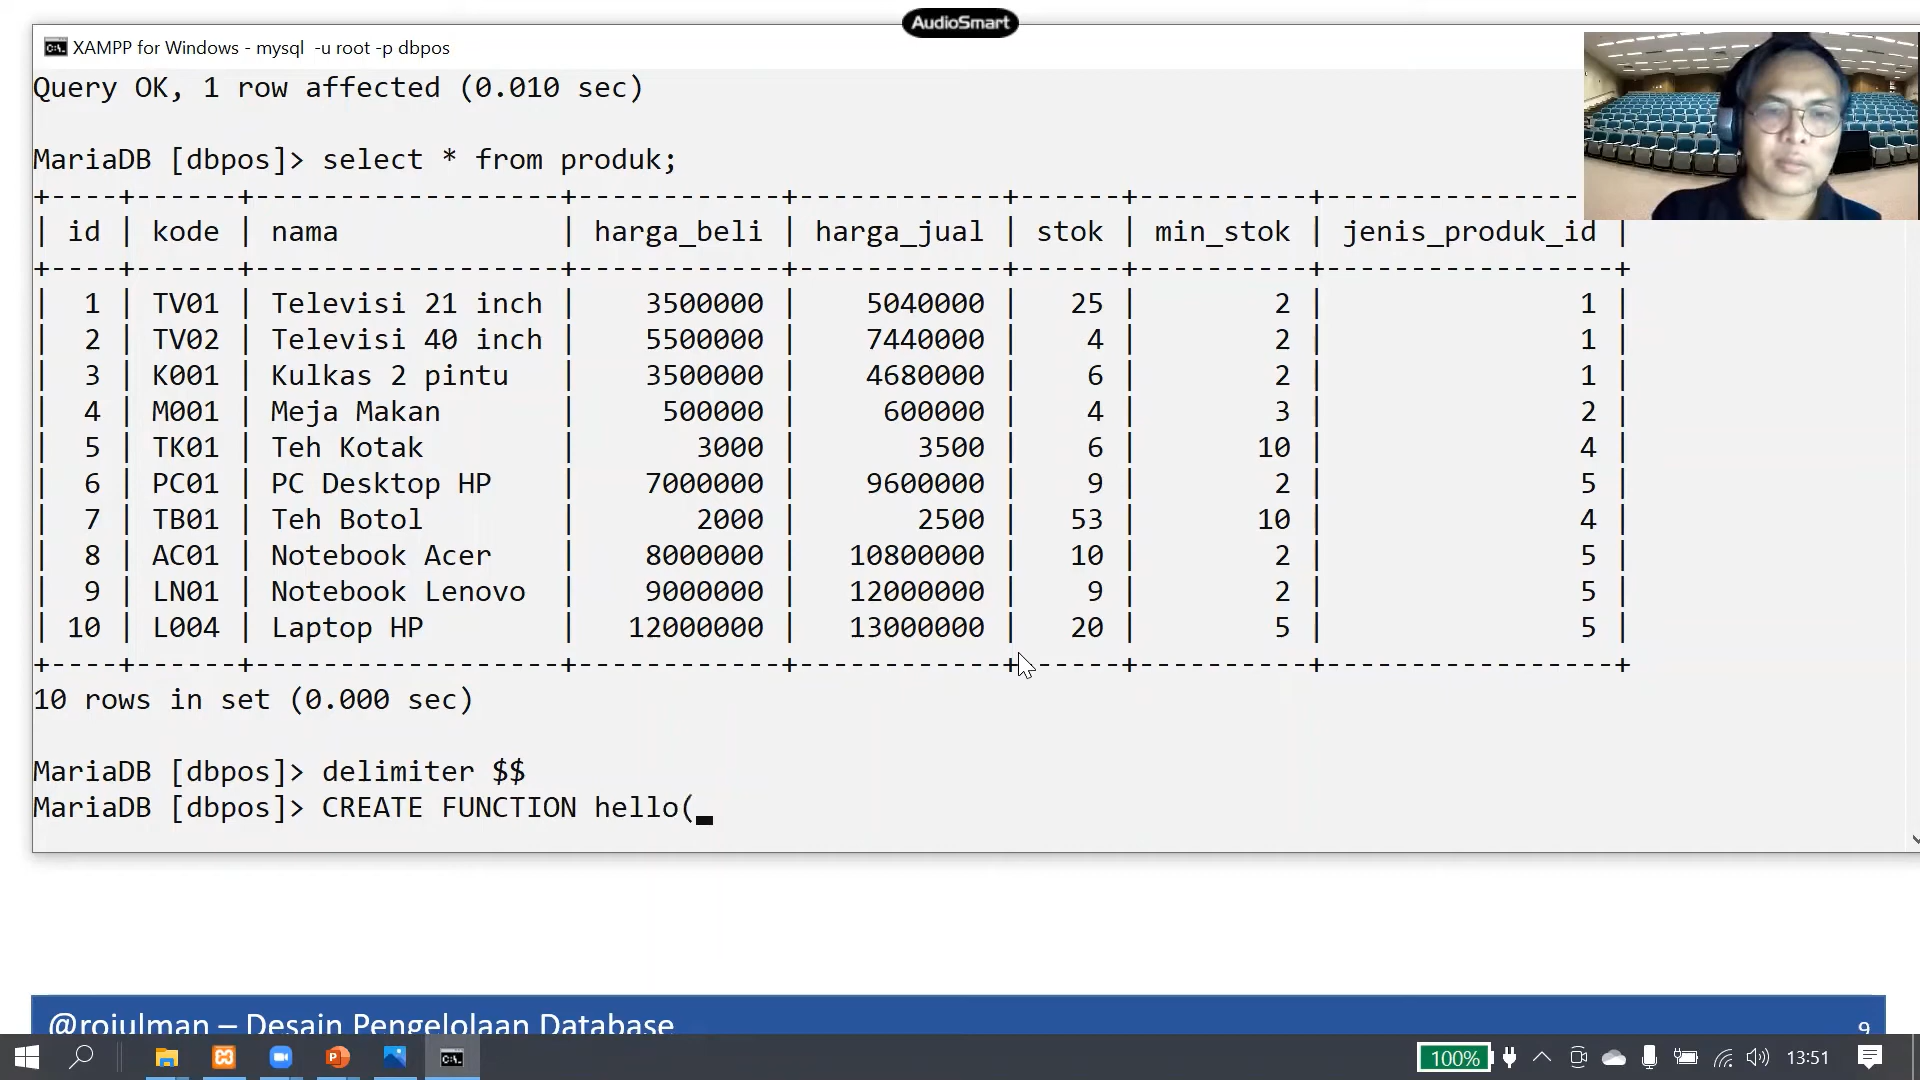 AudioSmart
XAMPP for Windows - mysql  -u root -p dbpos
Query OK, 1 row affected (0.010 sec)
MariaDB [dbpos]> select * from produk;
+----+------+-------------------+------------+------------+------+----------+-----------------
| id | kode | nama              | harga_beli | harga_jual | stok | min_stok | jenis_produk_id |
+----+------+-------------------+------------+------------+------+----------+-----------------+
|  1 | TV01 | Televisi 21 inch |    3500000 |    5040000 |   25 |        2 |               1 |
|  2 | TV02 | Televisi 40 inch |    5500000 |    7440000 |    4 |        2 |               1 |
|  3 | K001 | Kulkas 2 pintu   |    3500000 |    4680000 |    6 |        2 |               1 |
|  4 | M001 | Meja Makan       |     500000 |     600000 |    4 |        3 |               2 |
|  5 | TK01 | Teh Kotak        |       3000 |       3500 |    6 |       10 |               4 |
|  6 | PC01 | PC Desktop HP    |    7000000 |    9600000 |    9 |        2 |               5 |
|  7 | TB01 | Teh Botol        |       2000 |       2500 |   53 |       10 |               4 |
|  8 | AC01 | Notebook Acer    |    8000000 |   10800000 |   10 |        2 |               5 |
|  9 | LN01 | Notebook Lenovo  |    9000000 |   12000000 |    9 |        2 |               5 |
| 10 | L004 | Laptop HP        |   12000000 |   13000000 |   20 |        5 |               5 |
+----+------+-------------------+------------+------------+------+----------+-----------------+
10 rows in set (0.000 sec)
MariaDB [dbpos]> delimiter $$
MariaDB [dbpos]> CREATE FUNCTION hello(
@rojulman – Desain Pengelolaan Database
9
100%
13:51